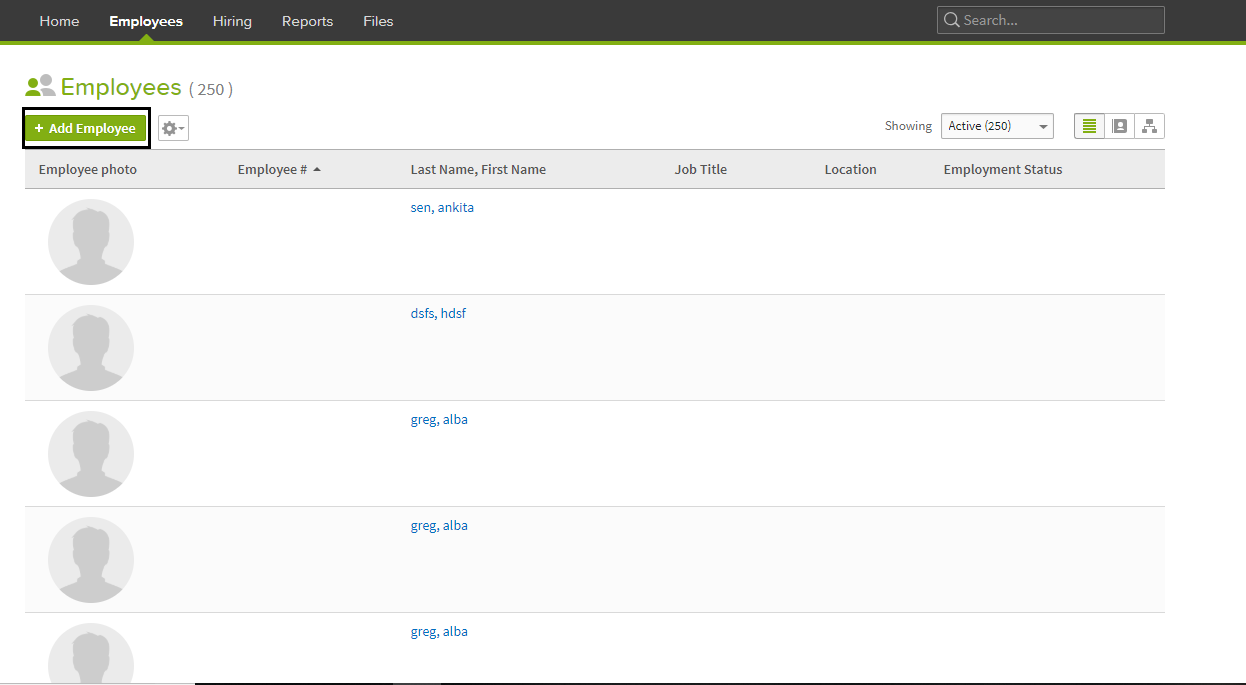 Home Employees Hiring Reports Files Search...
Employees ( 250 )
+ Add Employee Showing Active (250)
Employee photo Employee # Last Name, First Name Job Title Location Employment Status
sen, ankita
dsfs, hdsf
greg, alba
greg, alba
greg, alba